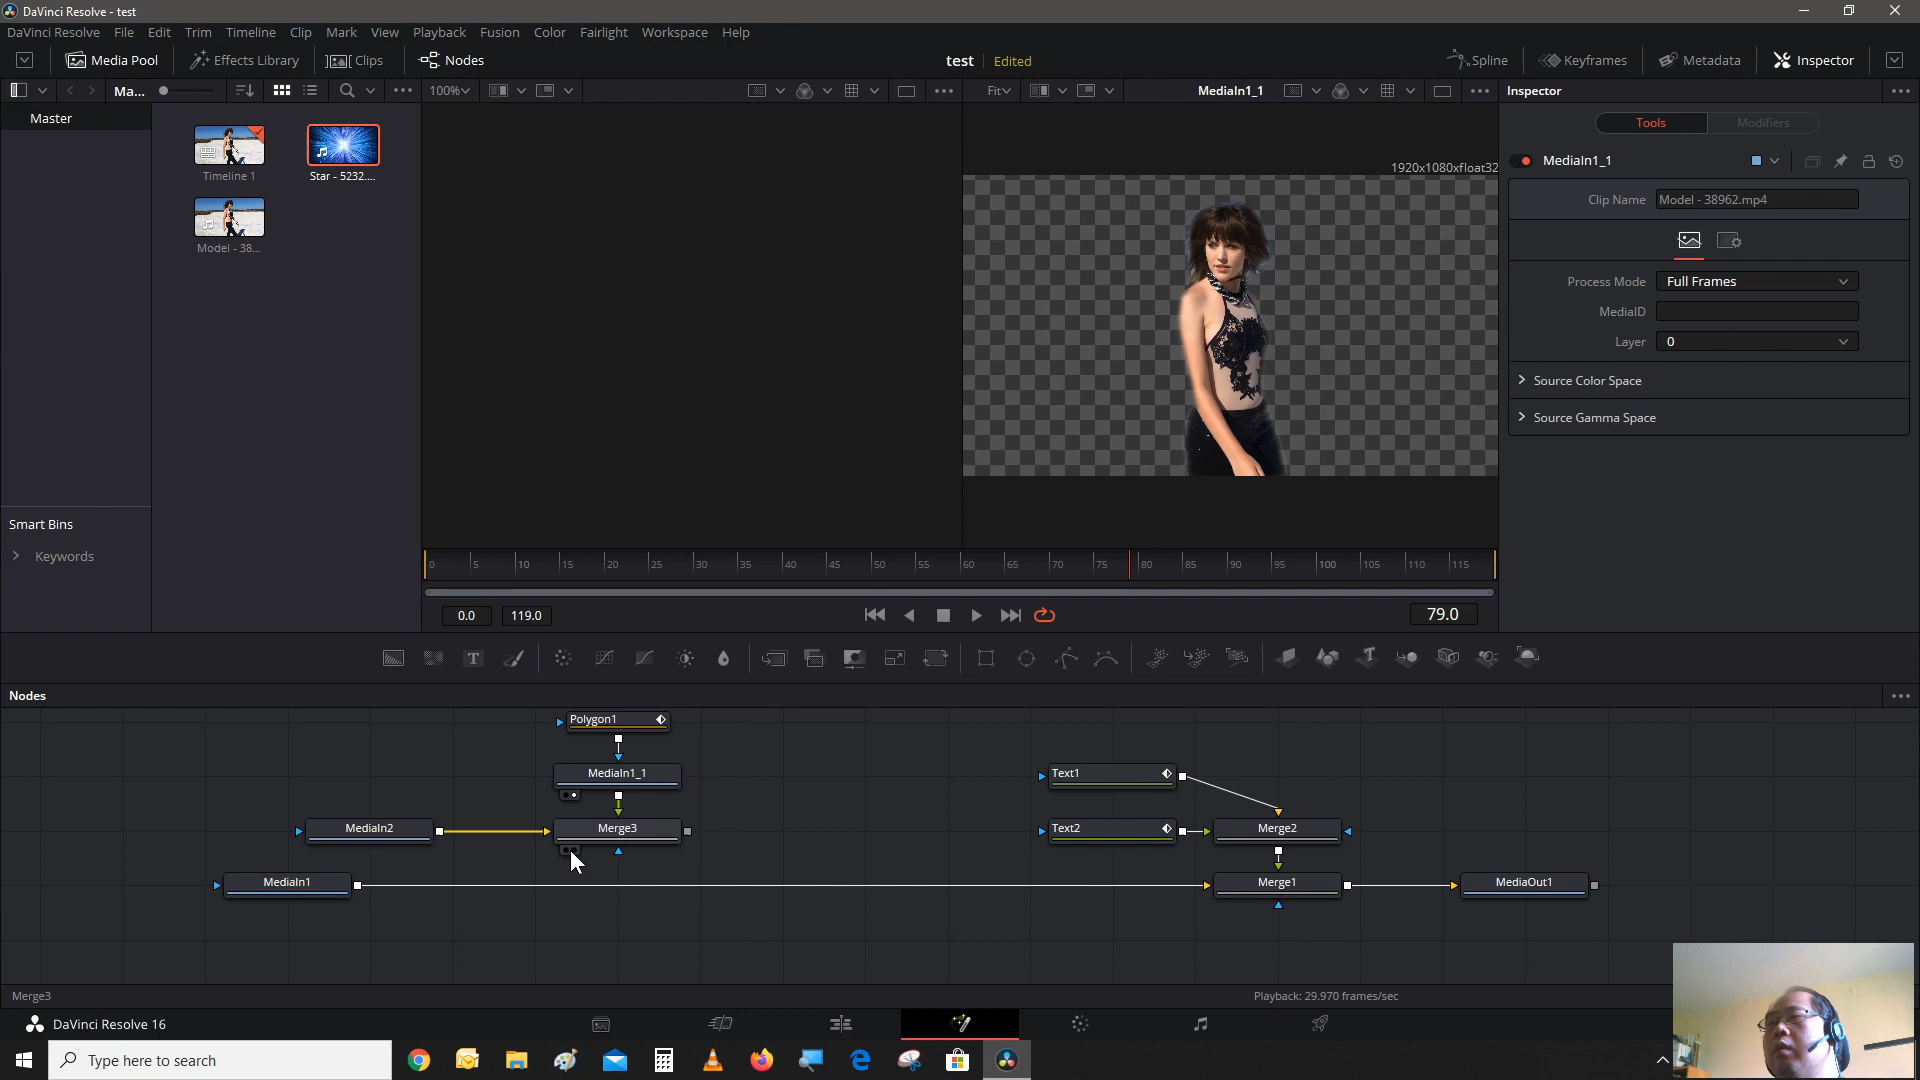 DaVinci Resolve - test
DaVinci Resolve File Edit Trim Timeline Clip Mark View Playback Fusion Color Fairlight Workspace Help
Media Pool Effects Library Clips Nodes test Edited Spline Keyframes Metadata Inspector
Ma... 100% Fit MediaIn1_1 Inspector
Master
Timeline 1
Star - 5232....
Model - 38...
Smart Bins
Keywords
1920x1080xfloat32
Tools Modifiers
MediaIn1_1
Clip Name Model - 38962.mp4
Process Mode Full Frames
MediaID
Layer 0
Source Color Space
Source Gamma Space
0 5 10 15 20 25 30 35 40 45 50 55 60 65 70 75 80 85 90 95 100 105 110 115
0.0 119.0 79.0
T
Nodes
Polygon1
MediaIn1_1 Text1
MediaIn2 Merge3 Text2 Merge2
MediaIn1 Merge1 MediaOut1
Merge3 Playback: 29.970 frames/sec
DaVinci Resolve 16
Type here to search